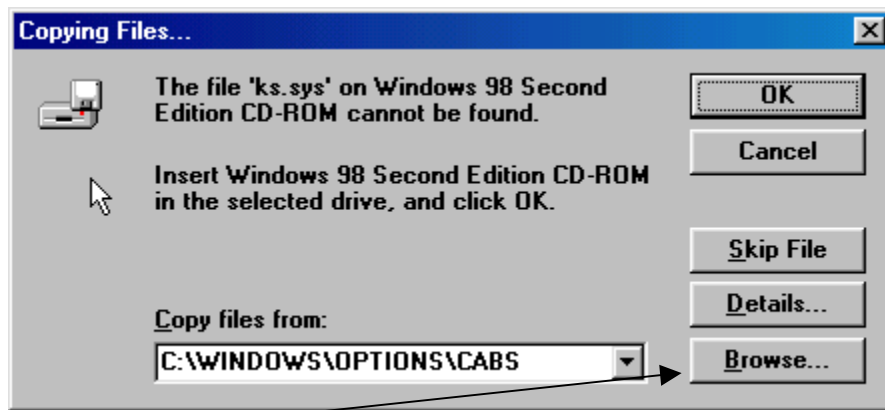 Copying Files...
The file 'ks.sys' on Windows 98 Second
Edition CD-ROM cannot be found.
Insert Windows 98 Second Edition CD-ROM
in the selected drive, and click OK.
OK
Cancel
Skip File
Details...
Browse...
Copy files from:
C:\WINDOWS\OPTIONS\CABS